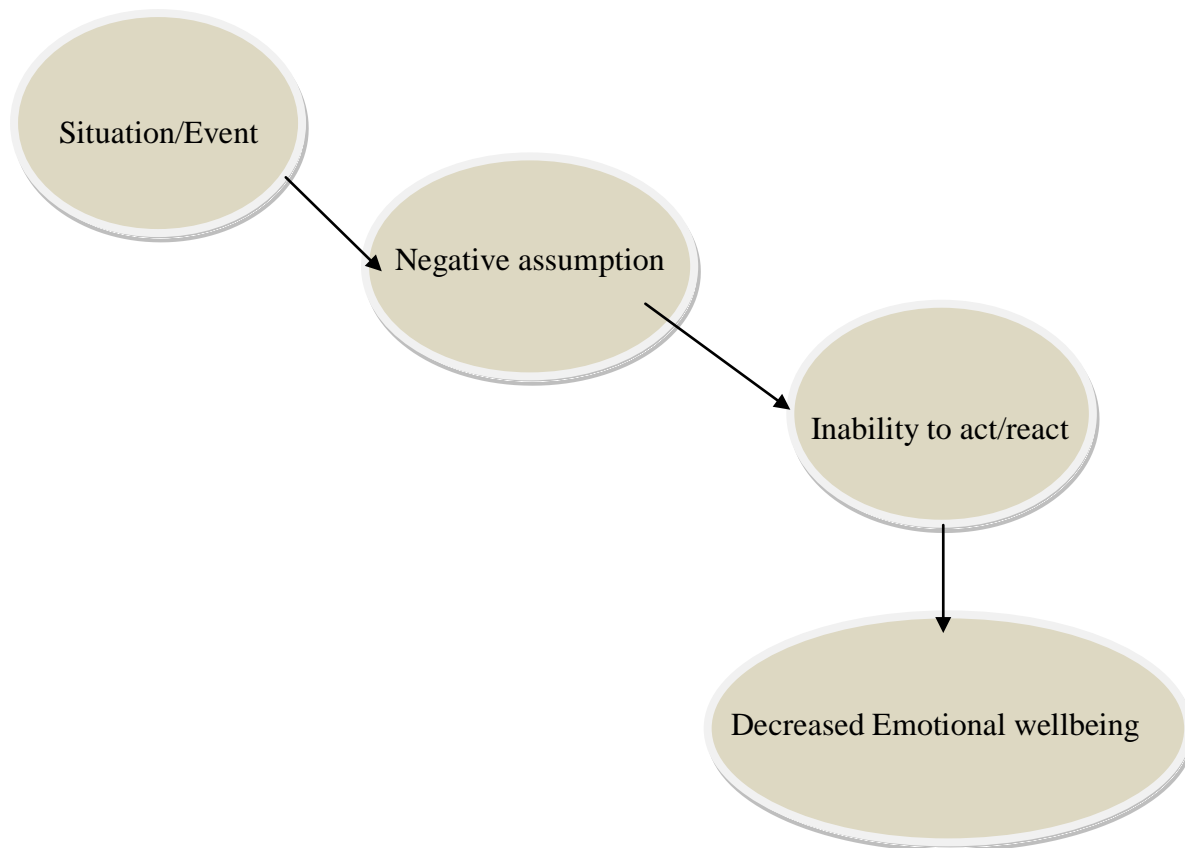 Situation/Event
Negative assumption
Inability to act/react
Decreased Emotional wellbeing